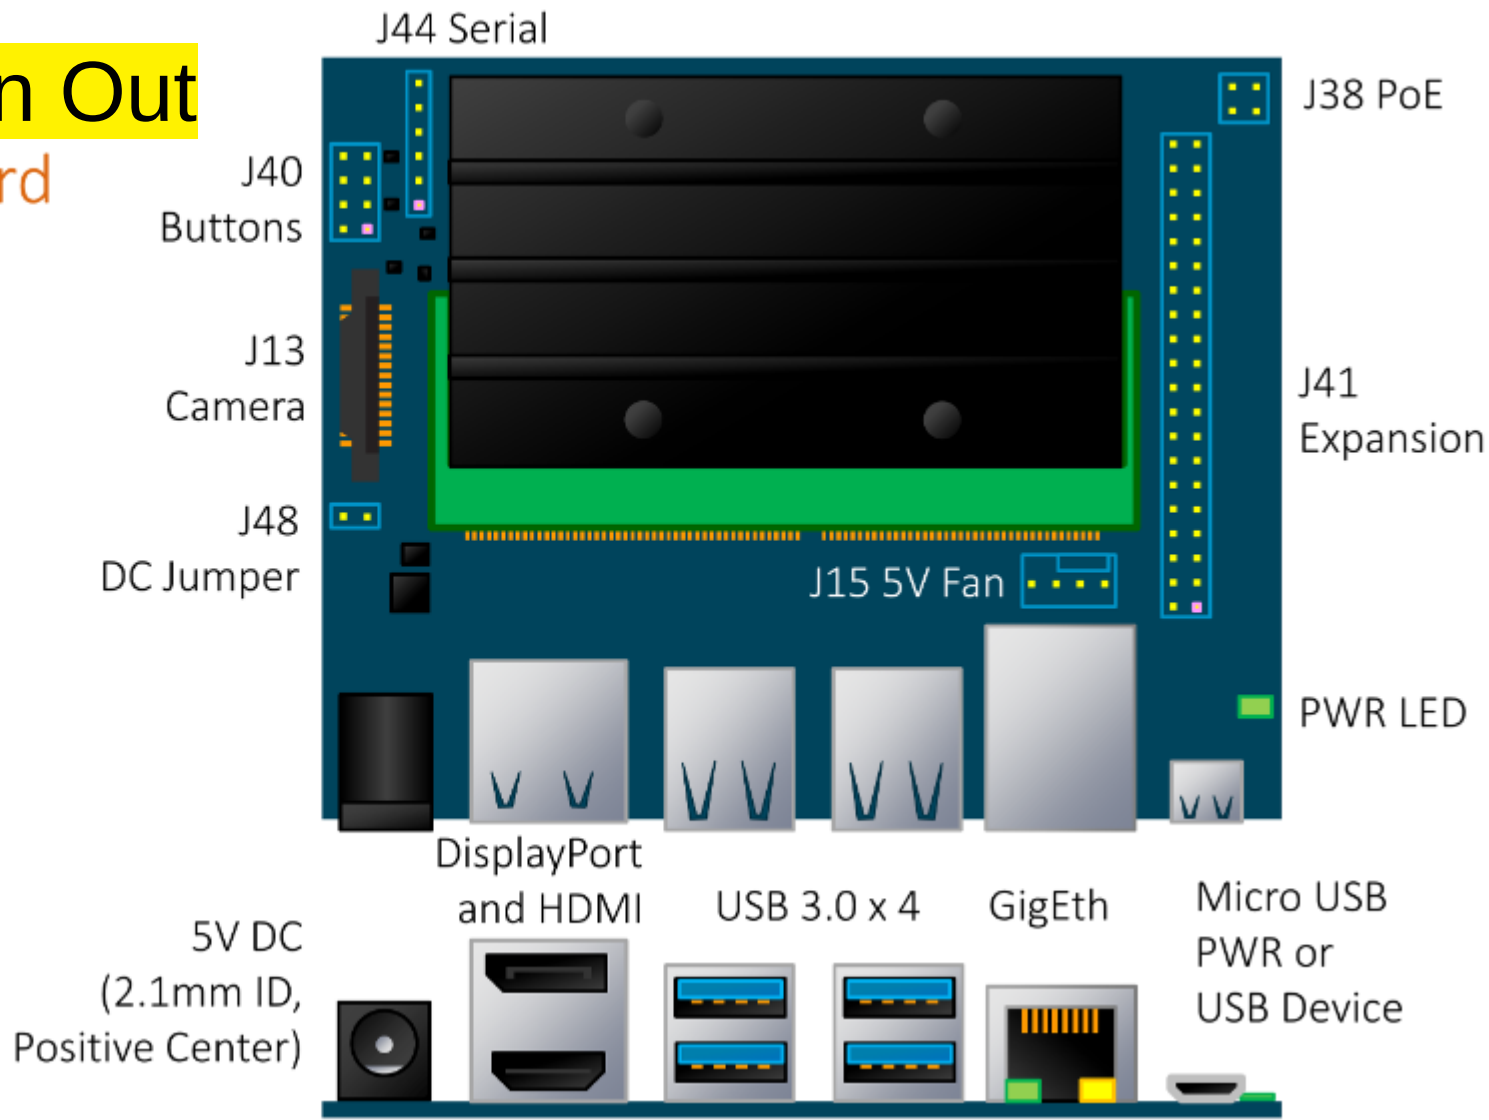 J44 Serial
n Out
rd
J38 PoE
J40
Buttons
J13
Camera
J41
Expansion
J48
DC Jumper
J15 5V Fan
PWR LED
DisplayPort
and HDMI
USB 3.0 x 4
GigEth
Micro USB
PWR or
USB Device
5V DC
(2.1mm ID,
Positive Center)